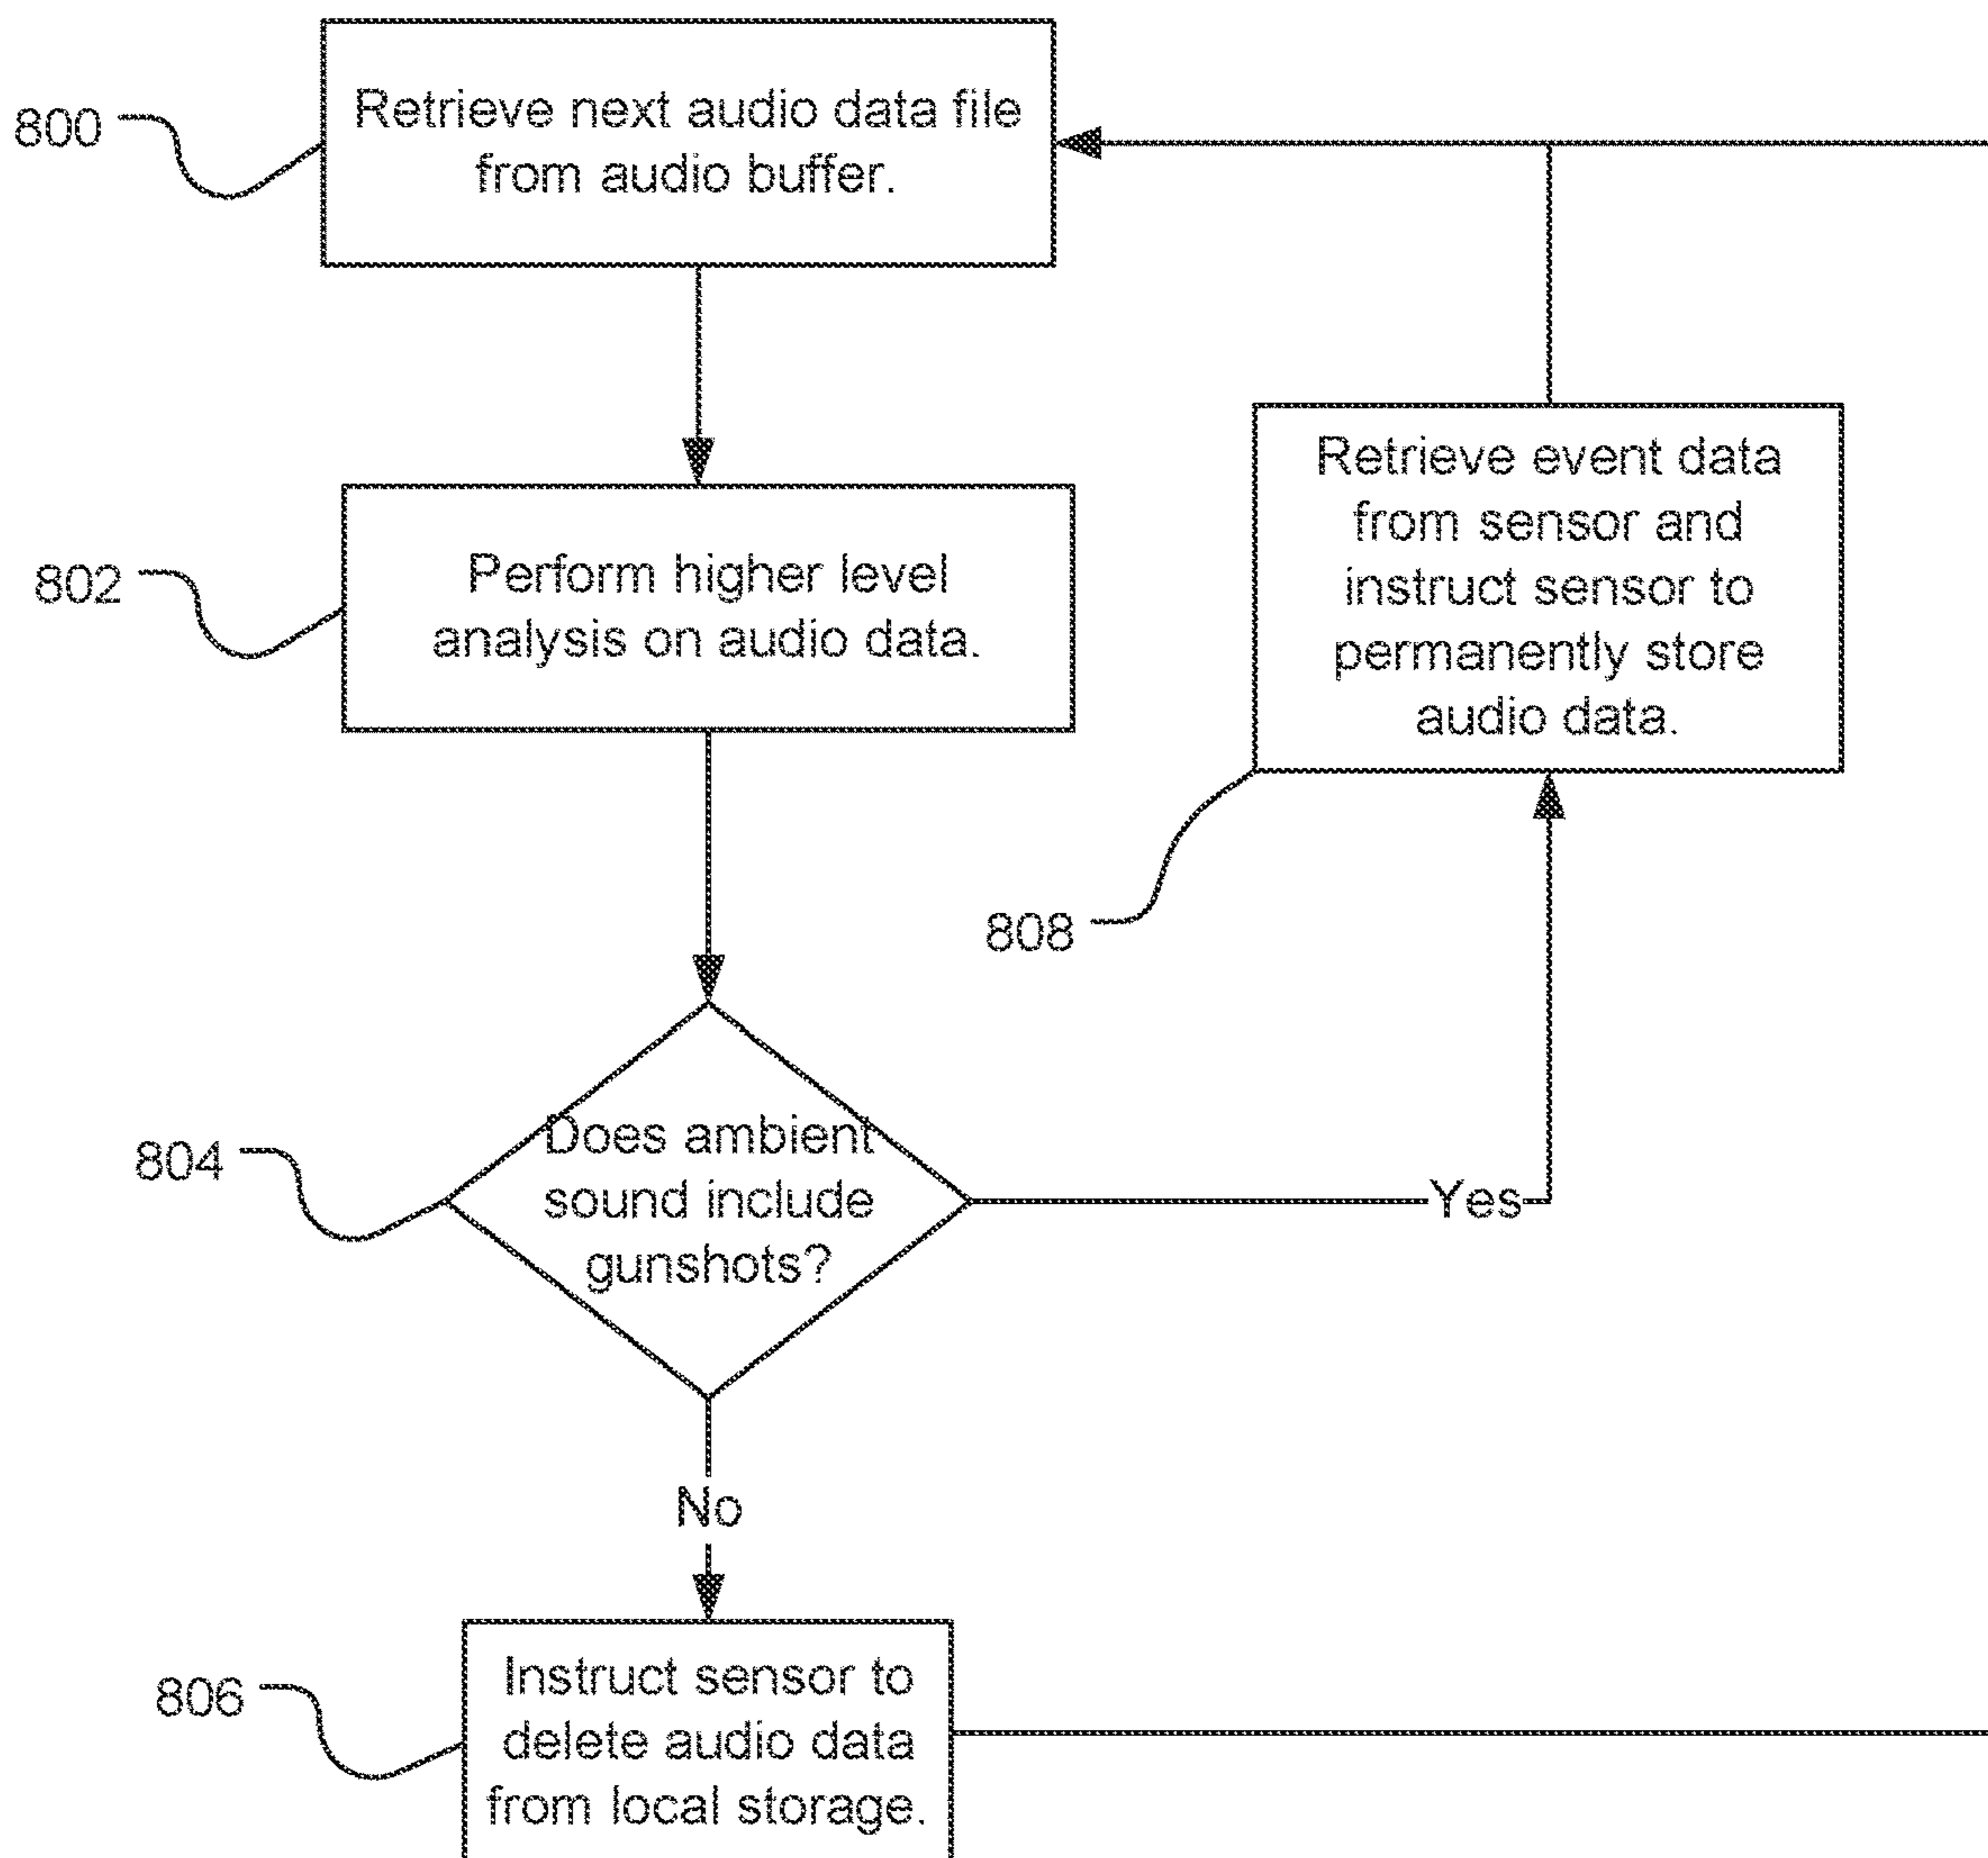 800
Retrieve next audio data file
from audio buffer.
802
Perform higher level
analysis on audio data.
Retrieve event data
from sensor and
instruct sensor to
permanently store
audio data.
808
804
Does ambient
sound include
gunshots?
Yes
No
806
Instruct sensor to
delete audio data
from local storage.